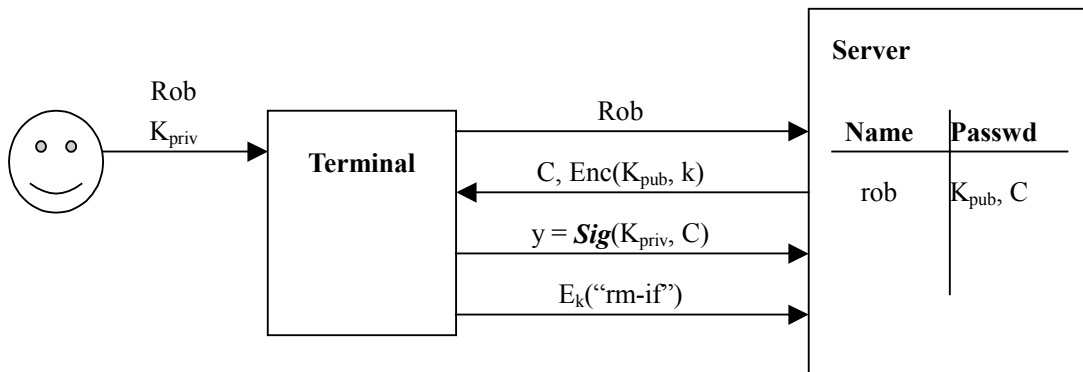 Rob
K_priv
Terminal
Rob
C, Enc(K_pub, k)
y = Sig(K_priv, C)
E_k(“rm-if”)
Server
Name Passwd
rob K_pub, C